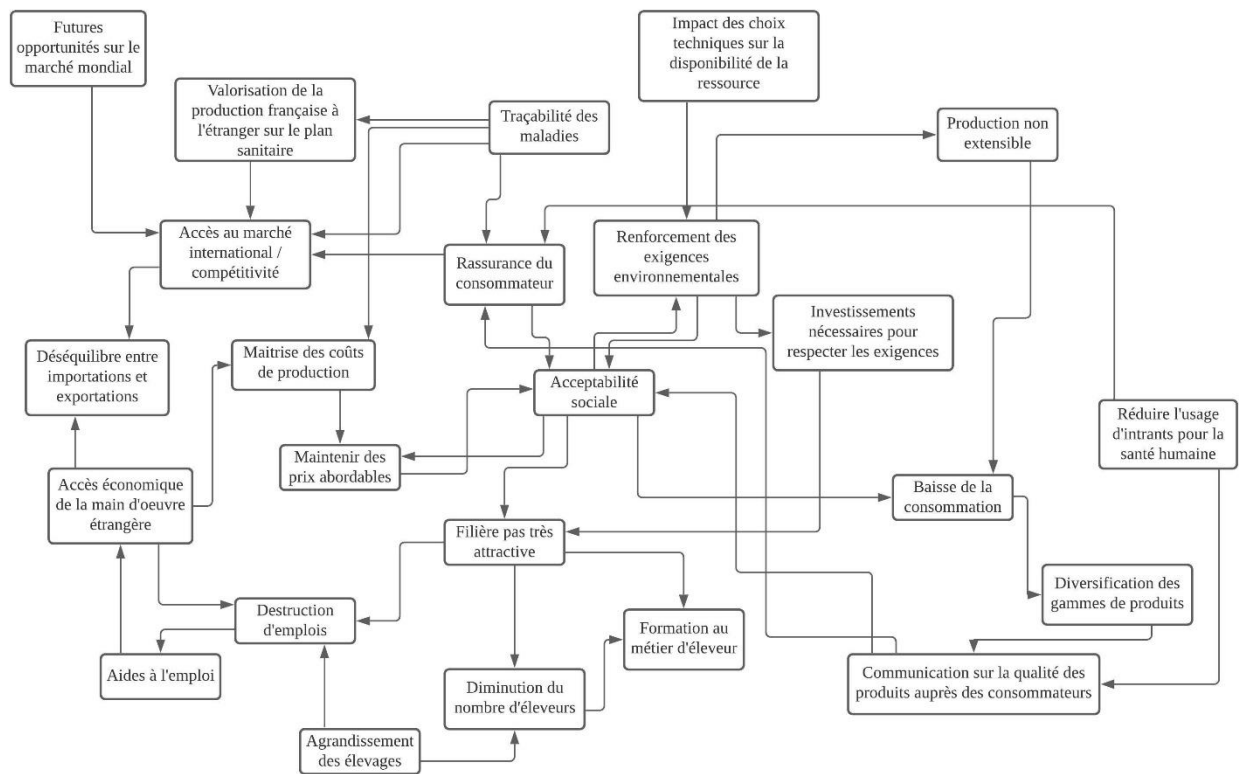 Futures
opportunités sur le
marché mondial
Impact des choix
techniques sur la
disponibilité de la
ressource
Valorisation de la
production française à
l'étranger sur le plan
sanitaire
Traçabilité des
maladies
Production non
extensible
Accès au marché
international /
compétitivité
Rassurance du
consommateur
Renforcement des
exigences
environnementales
Investissements
nécessaires pour
respecter les exigences
Déséquilibre entre
importations et
exportations
Maitrise des coûts
de production
Acceptabilité
sociale
Réduire l'usage
d'intrants pour la
santé humaine
Maintenir des
prix abordables
Accès économique
de la main d'oeuvre
étrangère
Baisse de la
consommation
Filière pas très
attractive
Diversification des
gammes de produits
Destruction
d'emplois
Formation au
métier d'éleveur
Aides à l'emploi
Communication sur la qualité des
produits auprès des consommateurs
Diminution du
nombre d'éleveurs
Agrandissement
des élevages